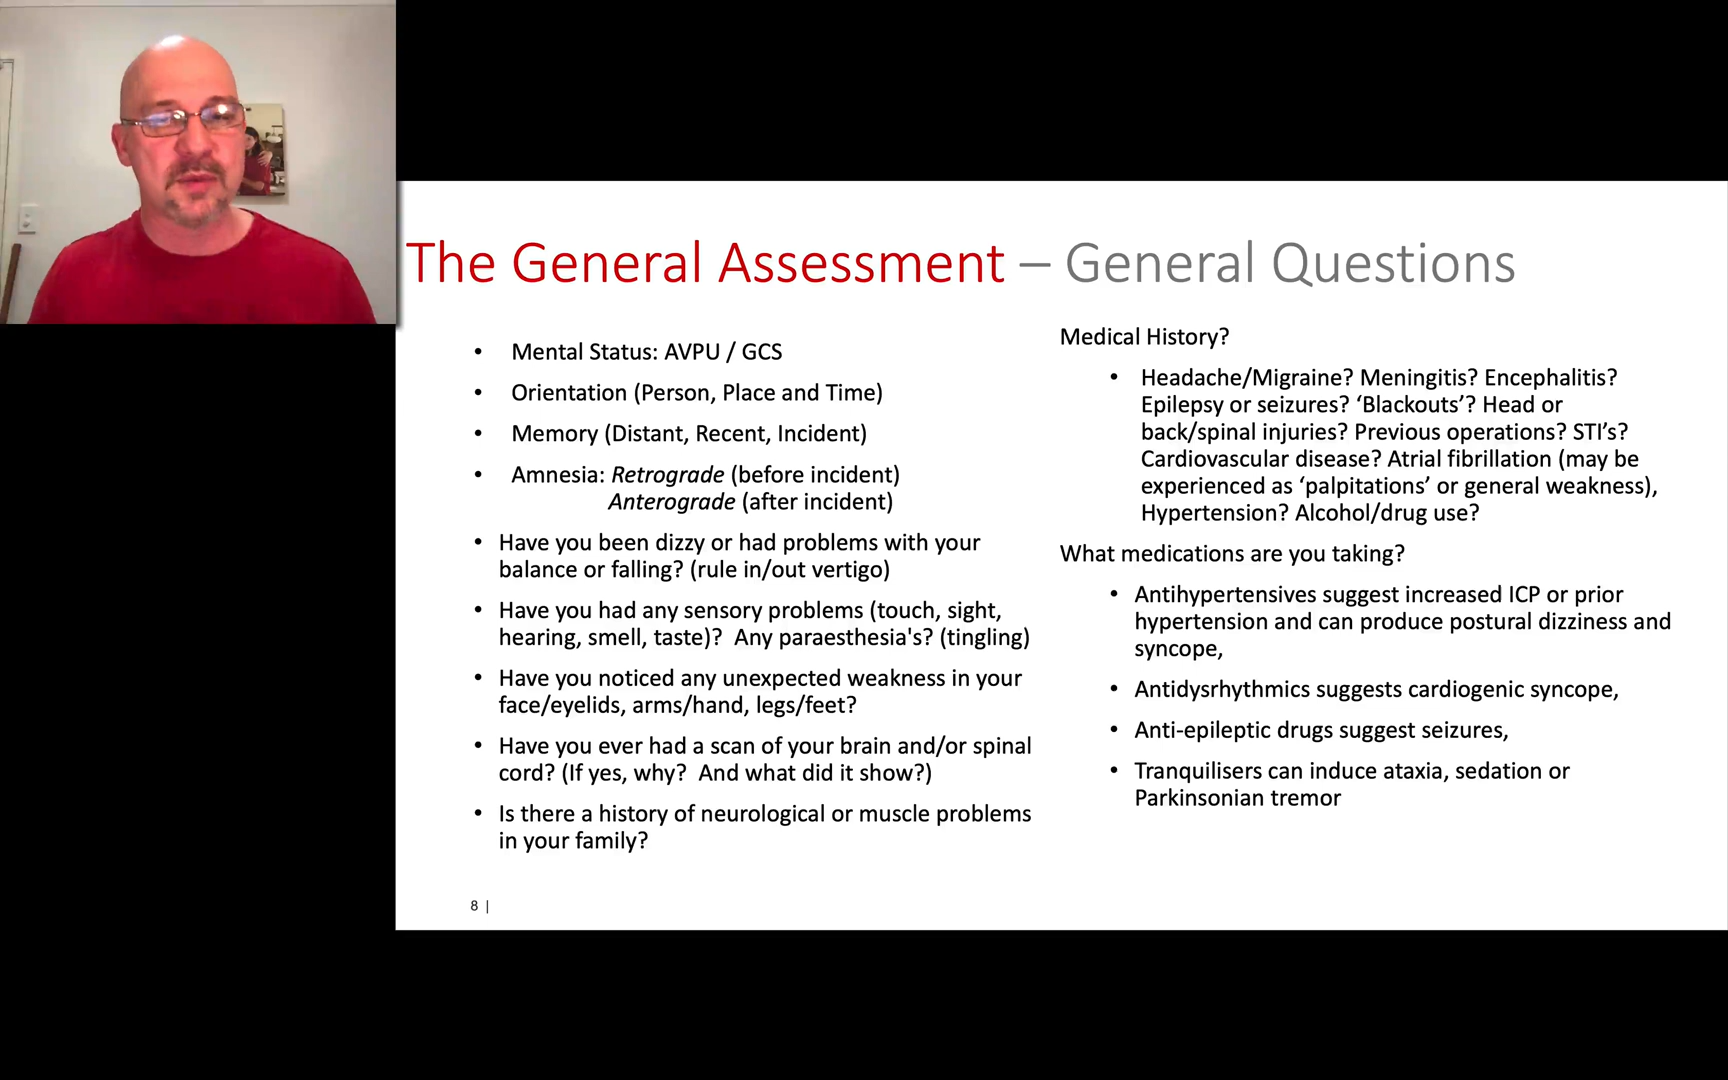 The General Assessment – General Questions
• Mental Status: AVPU / GCS
• Orientation (Person, Place and Time)
• Memory (Distant, Recent, Incident)
• Amnesia: Retrograde (before incident)
Anterograde (after incident)
• Have you been dizzy or had problems with your
balance or falling? (rule in/out vertigo)
• Have you had any sensory problems (touch, sight,
hearing, smell, taste)? Any paraesthesia's? (tingling)
• Have you noticed any unexpected weakness in your
face/eyelids, arms/hand, legs/feet?
• Have you ever had a scan of your brain and/or spinal
cord? (If yes, why? And what did it show?)
• Is there a history of neurological or muscle problems
in your family?
Medical History?
• Headache/Migraine? Meningitis? Encephalitis?
Epilepsy or seizures? ‘Blackouts’? Head or
back/spinal injuries? Previous operations? STI’s?
Cardiovascular disease? Atrial fibrillation (may be
experienced as ‘palpitations’ or general weakness),
Hypertension? Alcohol/drug use?
What medications are you taking?
• Antihypertensives suggest increased ICP or prior
hypertension and can produce postural dizziness and
syncope,
• Antidysrhythmics suggests cardiogenic syncope,
• Anti-epileptic drugs suggest seizures,
• Tranquilisers can induce ataxia, sedation or
Parkinsonian tremor
8 |